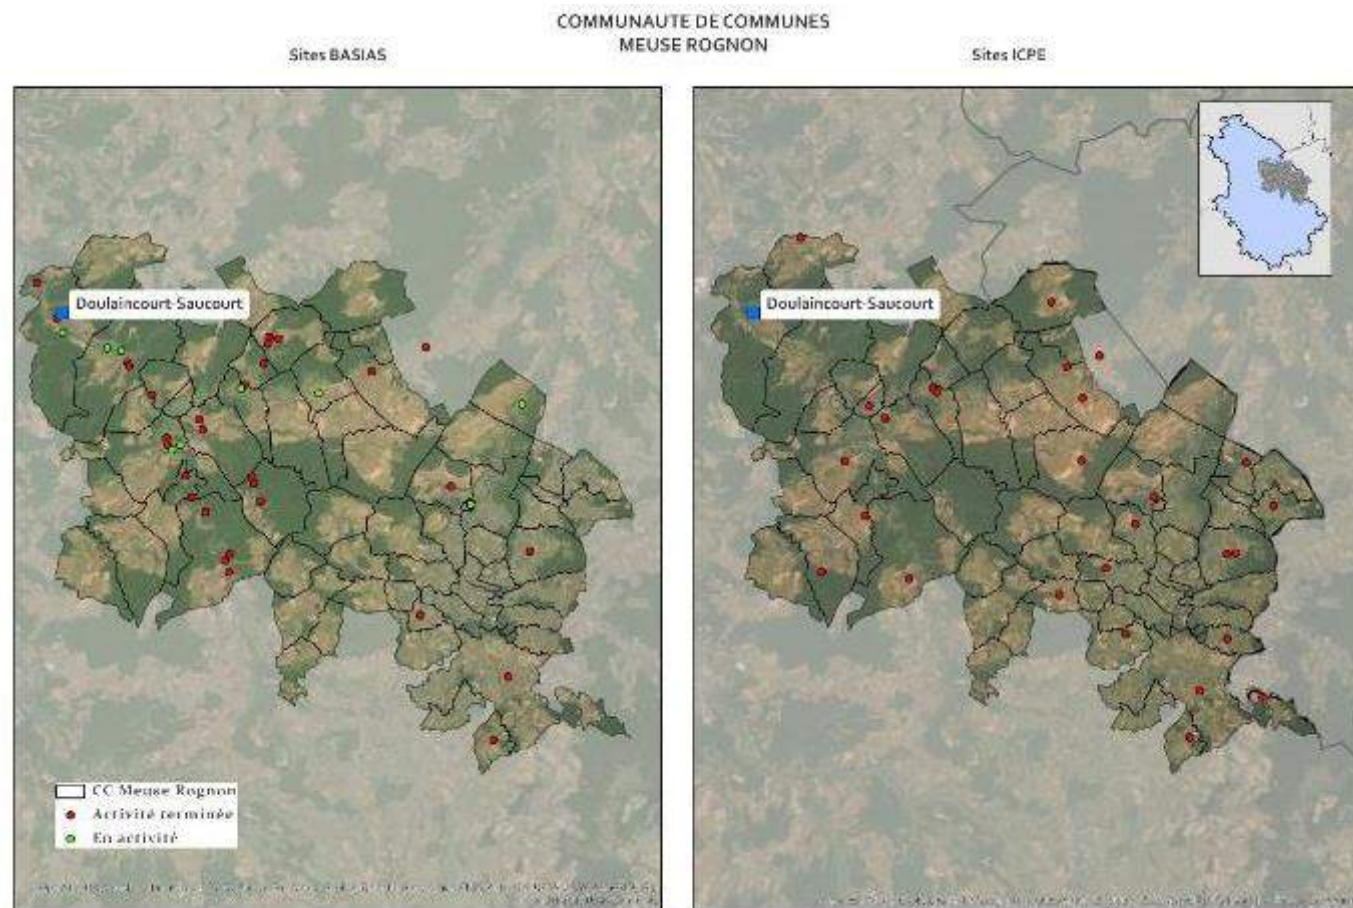 COMMUNAUTE DE COMMUNES
MEUSE ROGNON
Sites BASIAS
Sites ICPE
Doulaincourt-Saucourt
Doulaincourt-Saucourt
CC Meuse Rognon
Activité terminée
En activité